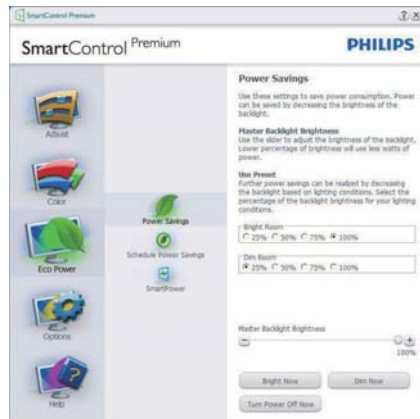 SmartControl Premium
SmartControl Premium
PHILIPS
Adjust
Color
Eco Power
Options
Help
Power Savings
Schedule Power Savings
SmartPower
Power Savings
Use these settings to save power consumption. Power
can be saved by decreasing the brightness of the
backlight.
Master Backlight Brightness
Use the slider to adjust the brightness of the backlight.
Lower percentage of brightness will use less watts of
power.
Use Preset
Further power savings can be realized by decreasing
the backlight based on lighting conditions. Select the
percentage of the backlight brightness for your lighting
conditions.
Bright Room
25% 50% 75% 100%
Dim Room
25% 50% 75% 100%
Master Backlight Brightness
100%
Bright Now Dim Now
Turn Power Off Now